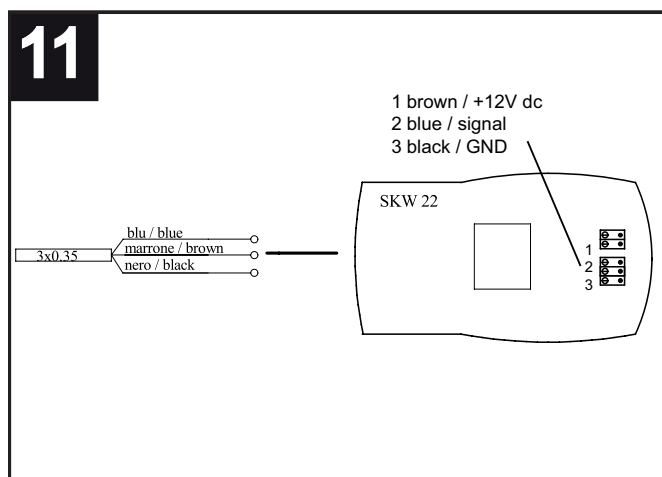 11
1 brown / +12V dc
2 blue / signal
3 black / GND
SKW 22
blu / blue
marrone / brown
nero / black
3x0.35
1
2
3